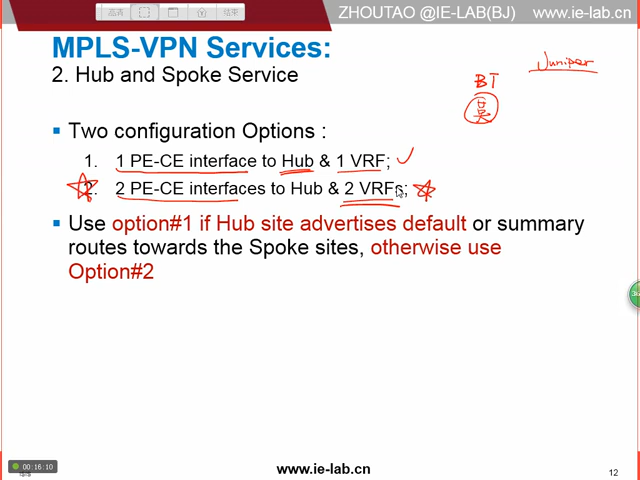 ZHOUTAO @IE-LAB(BJ) www.ie-lab.cn
MPLS-VPN Services:
2. Hub and Spoke Service
Juniper
BT
英
Two configuration Options :
1. 1 PE-CE interface to Hub & 1 VRF;
2. 2 PE-CE interfaces to Hub & 2 VRFs;
Use option#1 if Hub site advertises default or summary
routes towards the Spoke sites, otherwise use
Option#2
00:16:10
www.ie-lab.cn
12